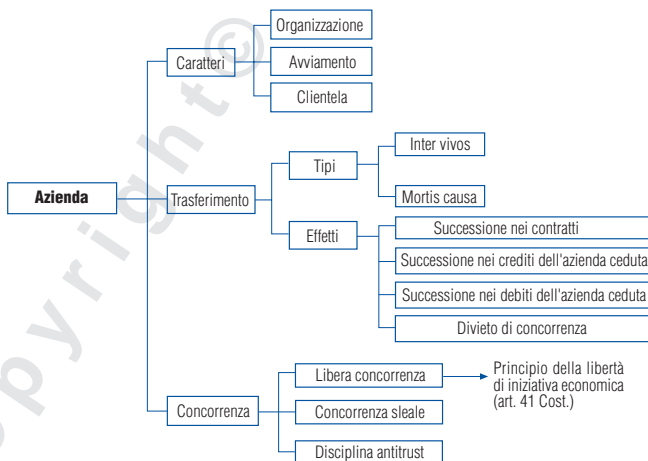 Azienda
Caratteri
Organizzazione
Avviamento
Clientela
Trasferimento
Tipi
Inter vivos
Mortis causa
Effetti
Successione nei contratti
Successione nei crediti dell'azienda ceduta
Successione nei debiti dell'azienda ceduta
Divieto di concorrenza
Concorrenza
Libera concorrenza
Principio della libertà
di iniziativa economica
(art. 41 Cost.)
Concorrenza sleale
Disciplina antitrust
opyright ©